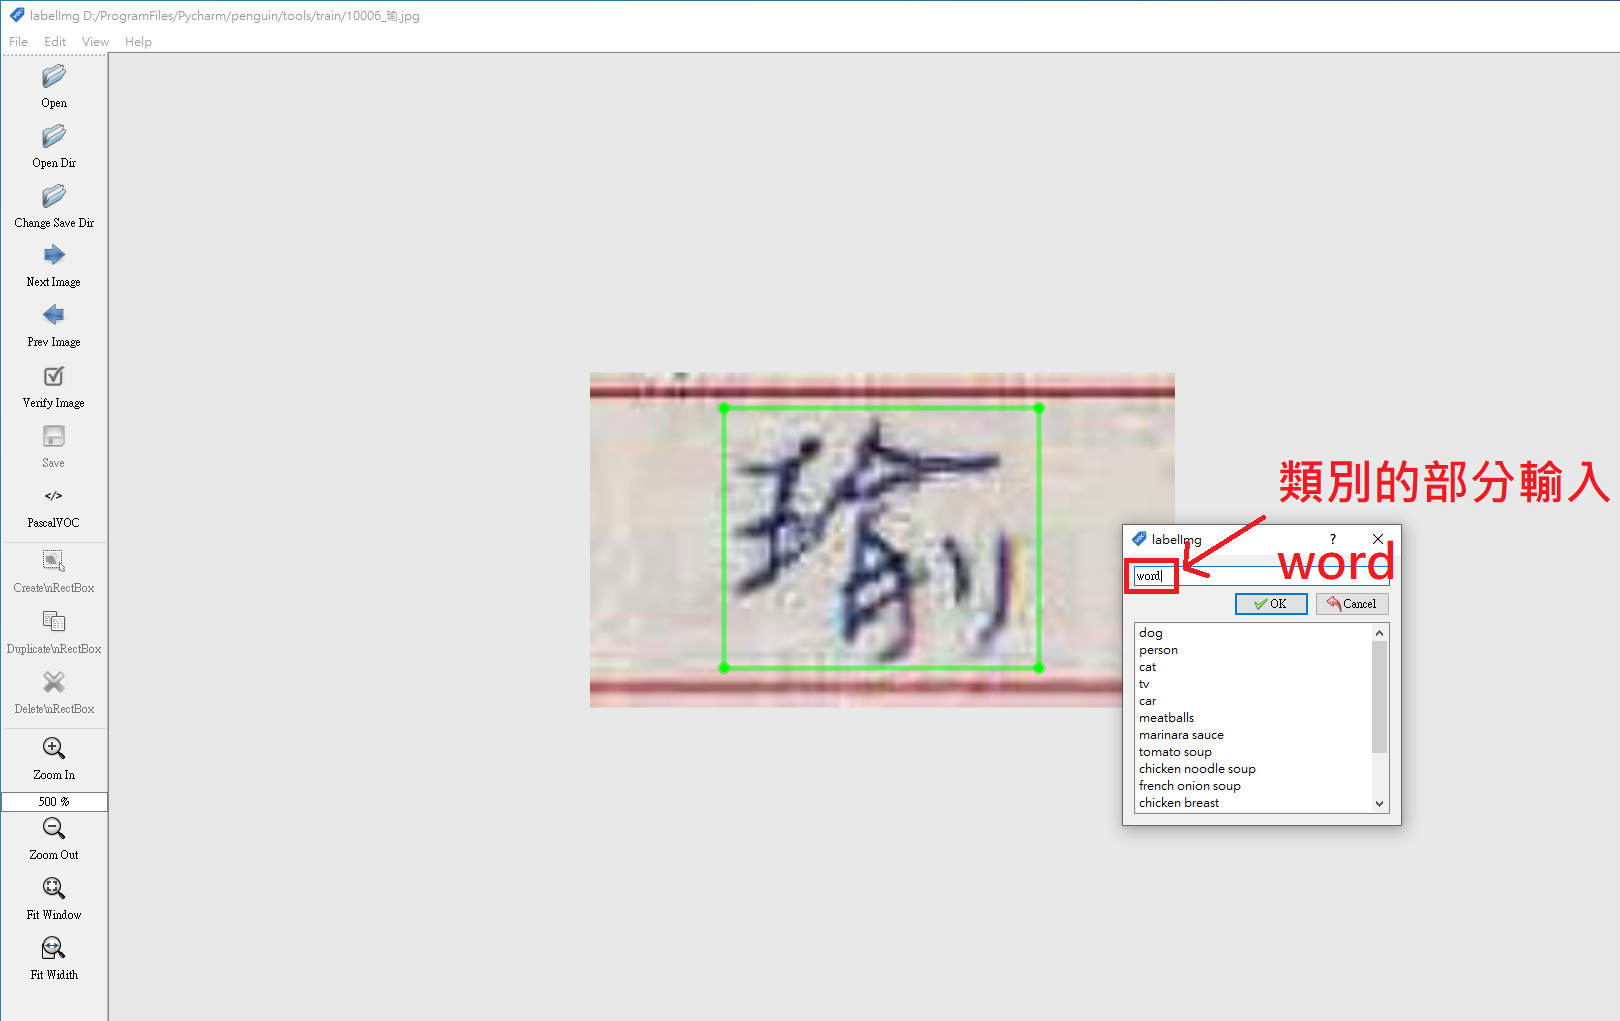 labelImg D:/ProgramFiles/Pycharm/penguin/tools/train/10006_瑜.jpg
File Edit View Help
Open
Open Dir
Change Save Dir
Next Image
Prev Image
Verify Image
Save
</>
PascalVOC
Create\nRectBox
Duplicate\nRectBox
Delete\nRectBox
Zoom In
500 %
Zoom Out
Fit Window
Fit Width
瑜
類別的部分輸入
word
labelImg ? ×
word
OK Cancel
dog
person
cat
tv
car
meatballs
marinara sauce
tomato soup
chicken noodle soup
french onion soup
chicken breast